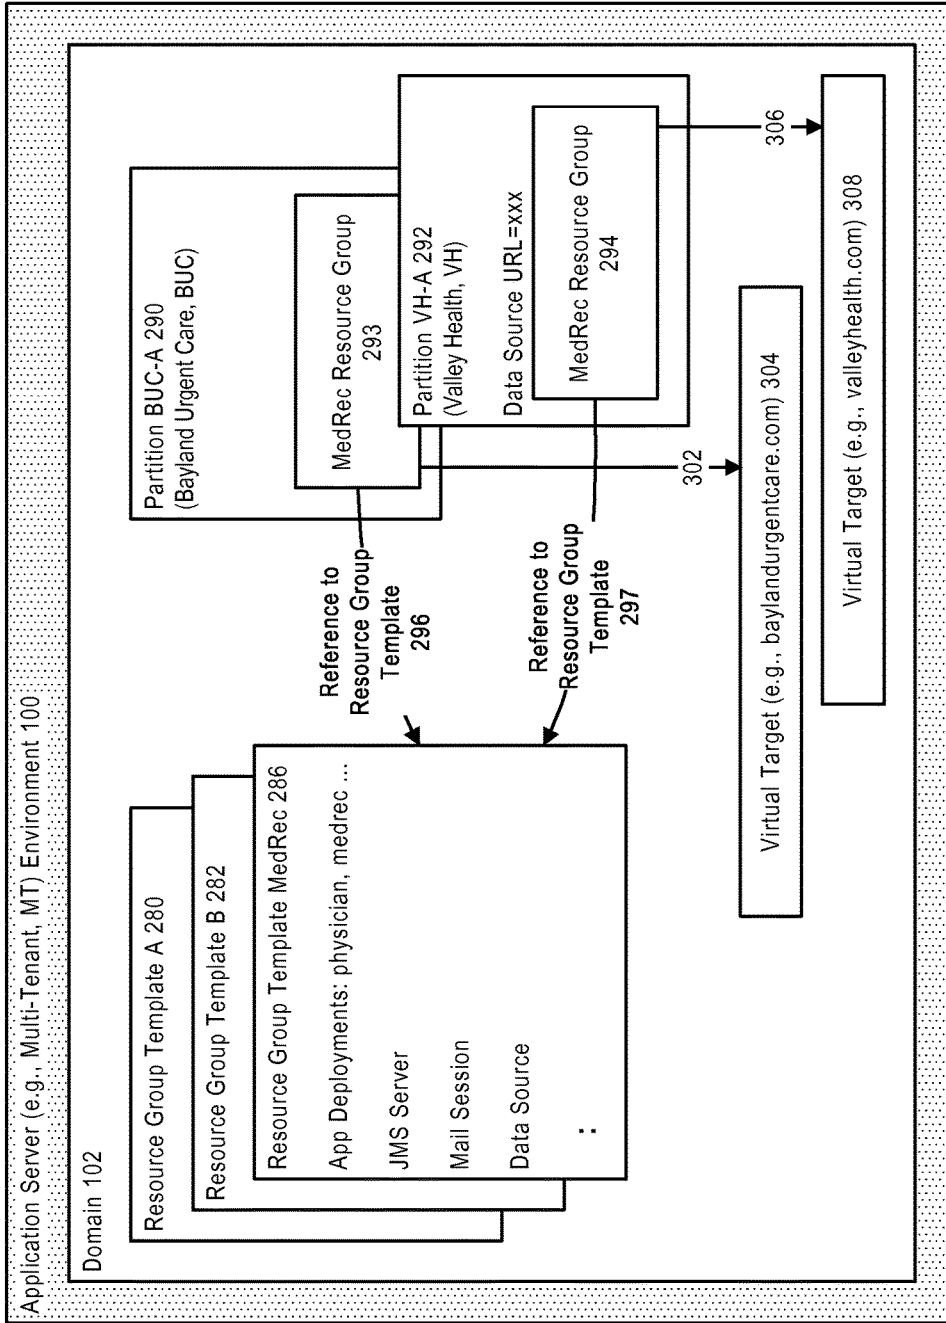 Application Server (e.g., Multi-Tenant, MT) Environment 100
Domain 102
Resource Group Template A 280
Resource Group Template B 282
Resource Group Template MedRec 286
App Deployments: physician, medrec ...
JMS Server
Mail Session
Data Source
:
Reference to
Resource Group
Template
296
Reference to
Resource Group
Template
297
Partition BUC-A 290
(Bayland Urgent Care, BUC)
MedRec Resource Group
293
Partition VH-A 292
(Valley Health, VH)
Data Source URL=xxx
MedRec Resource Group
294
302
306
Virtual Target (e.g., baylandurgentcare.com) 304
Virtual Target (e.g., valleyhealth.com) 308